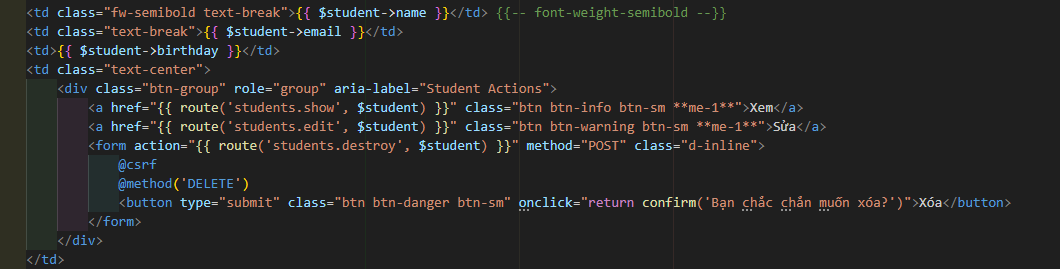 <td class="fw-semibold text-break">{{ $student->name }}</td> {{-- font-weight-semibold --}}
<td class="text-break">{{ $student->email }}</td>
<td>{{ $student->birthday }}</td>
<td class="text-center">
<div class="btn-group" role="group" aria-label="Student Actions">
<a href="{{ route('students.show', $student) }}" class="btn btn-info btn-sm **me-1**">Xem</a>
<a href="{{ route('students.edit', $student) }}" class="btn btn-warning btn-sm **me-1**">Sửa</a>
<form action="{{ route('students.destroy', $student) }}" method="POST" class="d-inline">
@csrf
@method('DELETE')
<button type="submit" class="btn btn-danger btn-sm" onclick="return confirm('Bạn chắc chắn muốn xóa?')">Xóa</button>
</form>
</div>
</td>